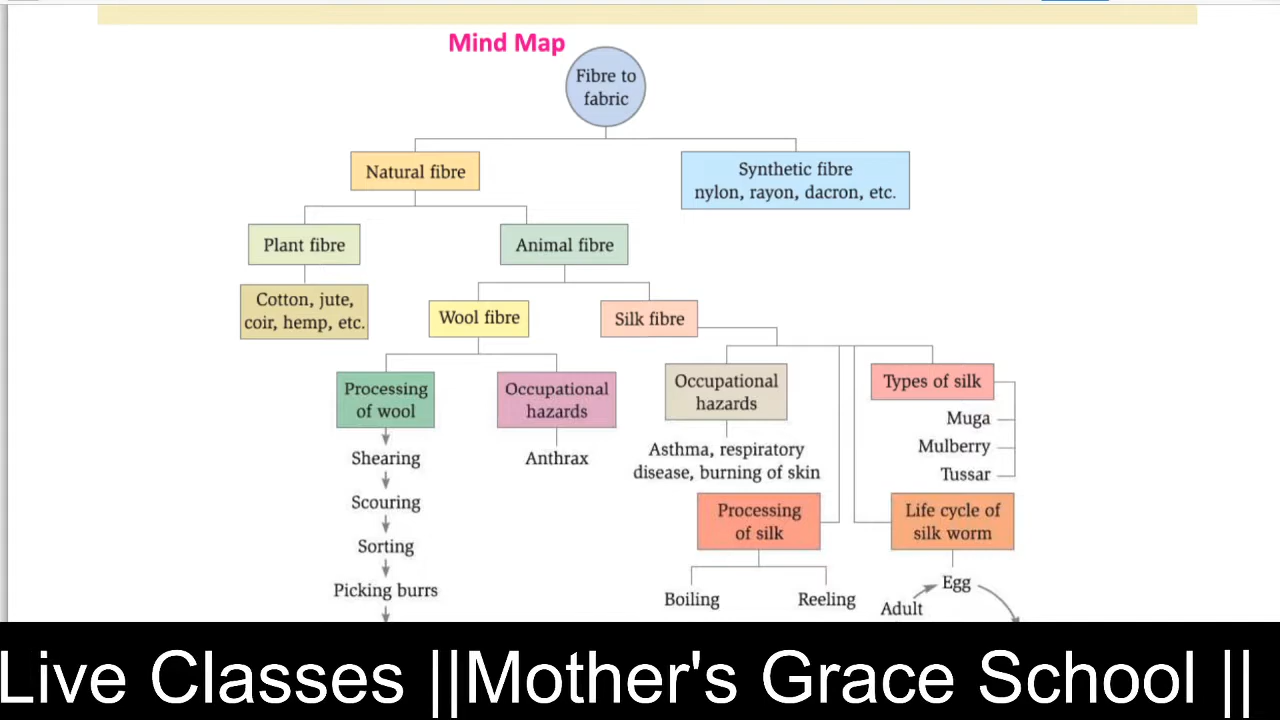 Mind Map
Fibre to
fabric
Natural fibre
Synthetic fibre
nylon, rayon, dacron, etc.
Plant fibre
Animal fibre
Cotton, jute,
coir, hemp, etc.
Wool fibre
Silk fibre
Processing
of wool
Occupational
hazards
Occupational
hazards
Types of silk
Muga
Mulberry
Tussar
Shearing
Anthrax
Asthma, respiratory
disease, burning of skin
Scouring
Sorting
Picking burrs
Processing
of silk
Life cycle of
silk worm
Boiling
Reeling
Egg
Adult
Live Classes ||Mother's Grace School ||